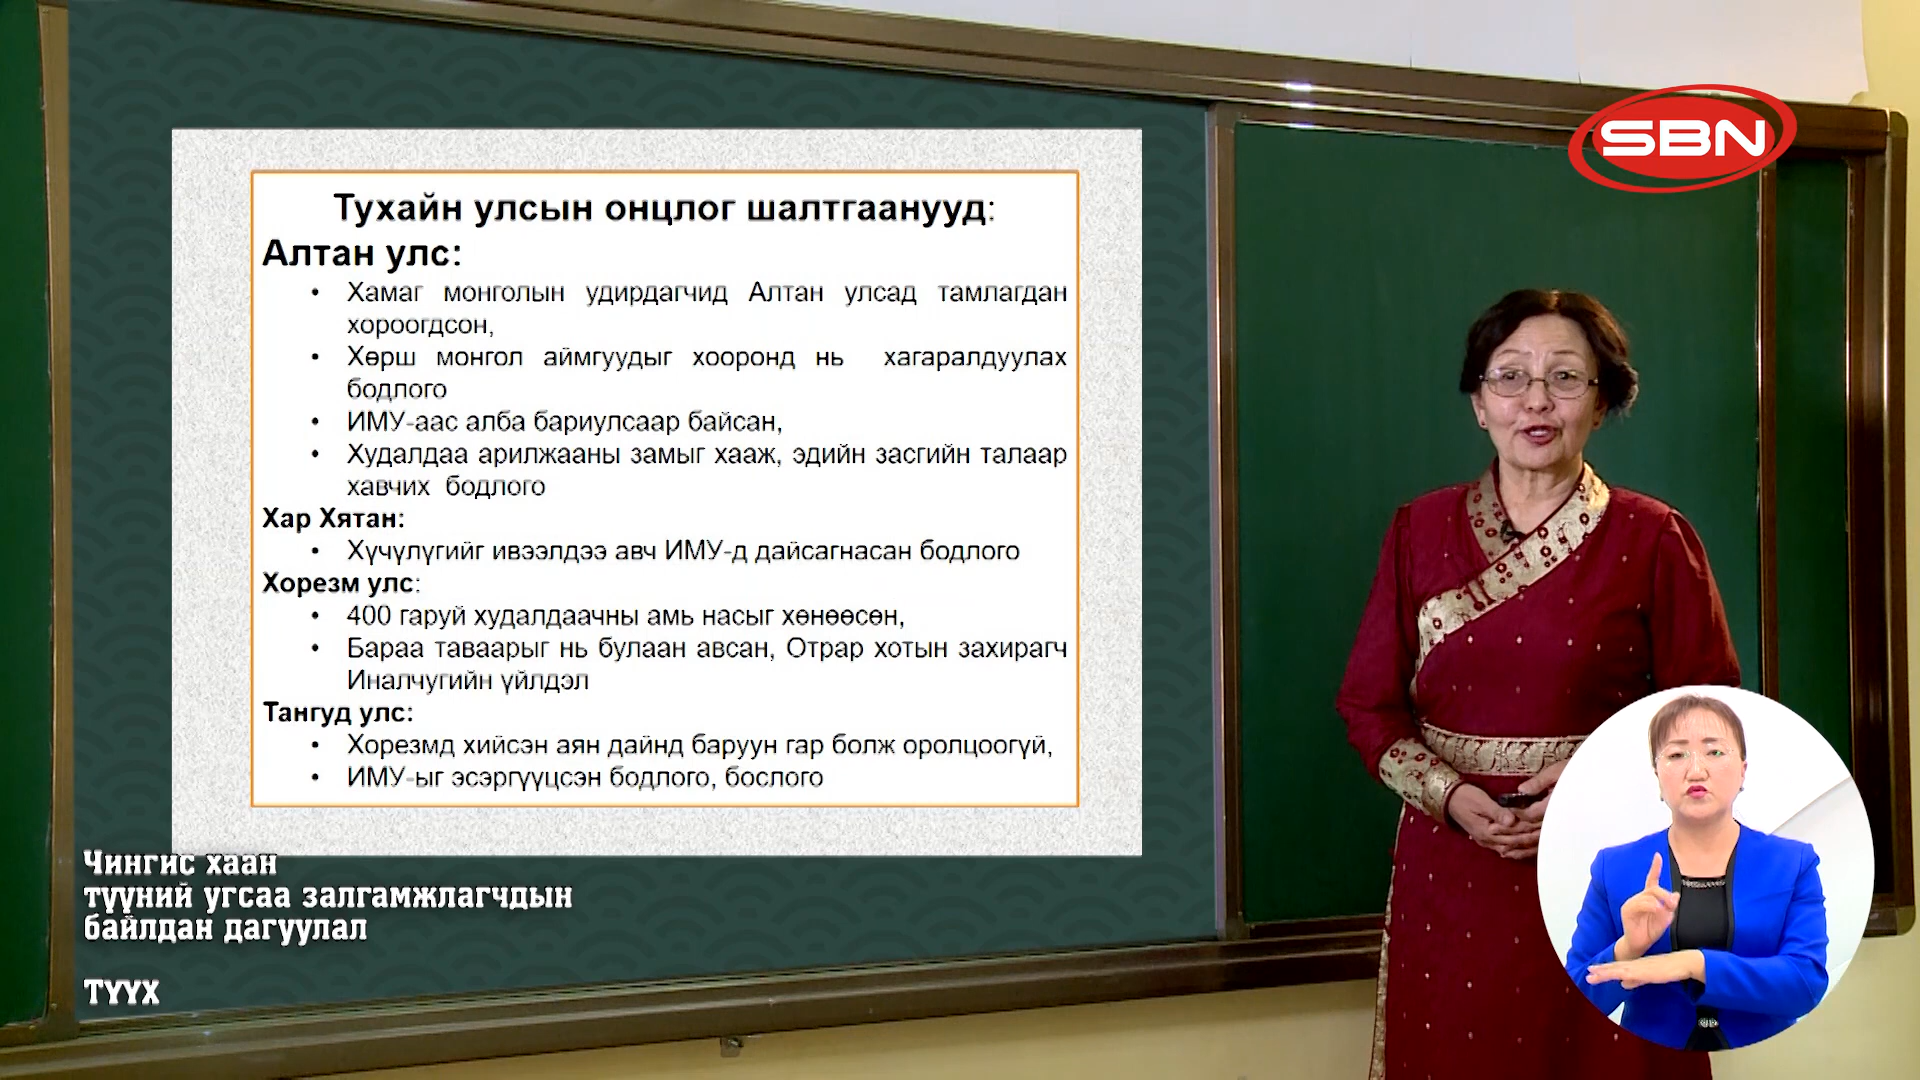 SBN
Тухайн улсын онцлог шалтгаанууд:
Алтан улс:
• Хамаг монголын удирдагчид Алтан улсад тамлагдан
хороогдсон,
• Хөрш монгол аймгуудыг хооронд нь хагаралдуулах
бодлого
• ИМУ-аас алба бариулсаар байсан,
• Худалдаа арилжааны замыг хааж, эдийн засгийн талаар
хавчих бодлого
Хар Хятан:
• Хүчүлүгийг ивээлдээ авч ИМУ-д дайсагнасан бодлого
Хорезм улс:
• 400 гаруй худалдаачны амь насыг хөнөөсөн,
• Бараа таваарыг нь булаан авсан, Отрар хотын захирагч
Иналчугийн үйлдэл
Тангуд улс:
• Хорезмд хийсэн аян дайнд баруун гар болж оролцоогүй,
• ИМУ-ыг эсэргүүцсэн бодлого, бослого
Чингис хаан
түүний угсаа залгамжлагчдын
байлдан дагуулал
ТҮҮХ